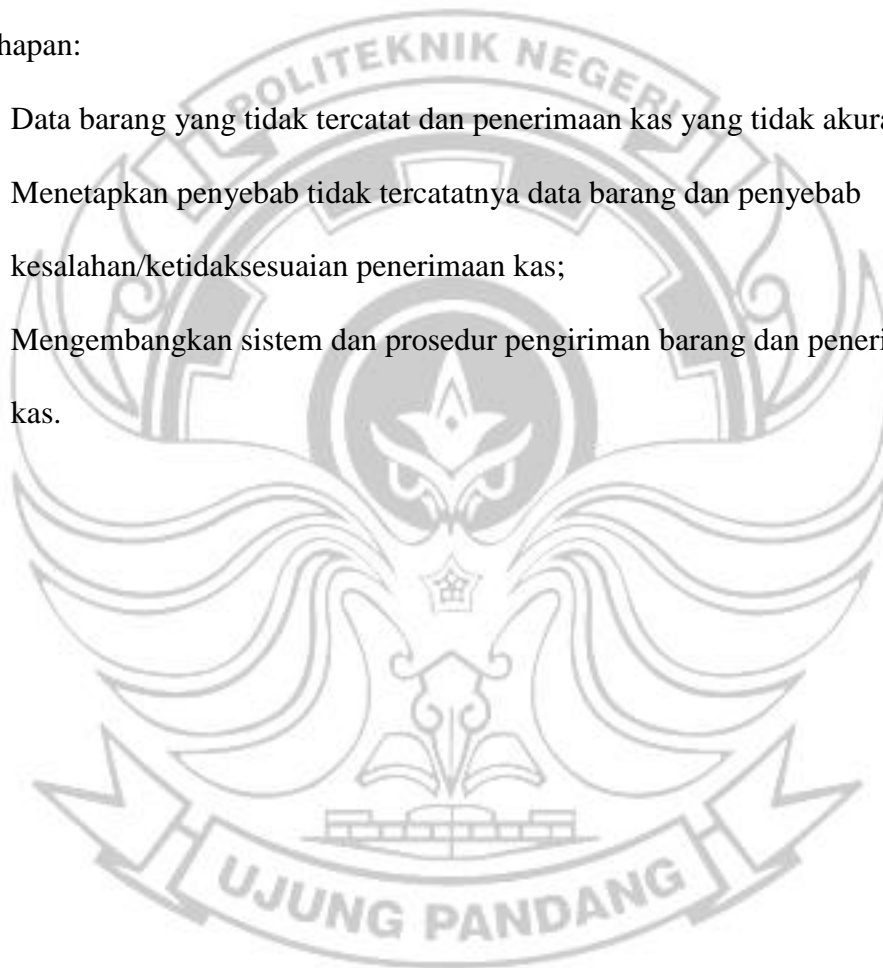 hapan:
POLITEKNIK NEGERI
Data barang yang tidak tercatat dan penerimaan kas yang tidak akura
Menetapkan penyebab tidak tercatatnya data barang dan penyebab
kesalahan/ketidaksesuaian penerimaan kas;
Mengembangkan sistem dan prosedur pengiriman barang dan peneri
kas.
UJUNG PANDANG